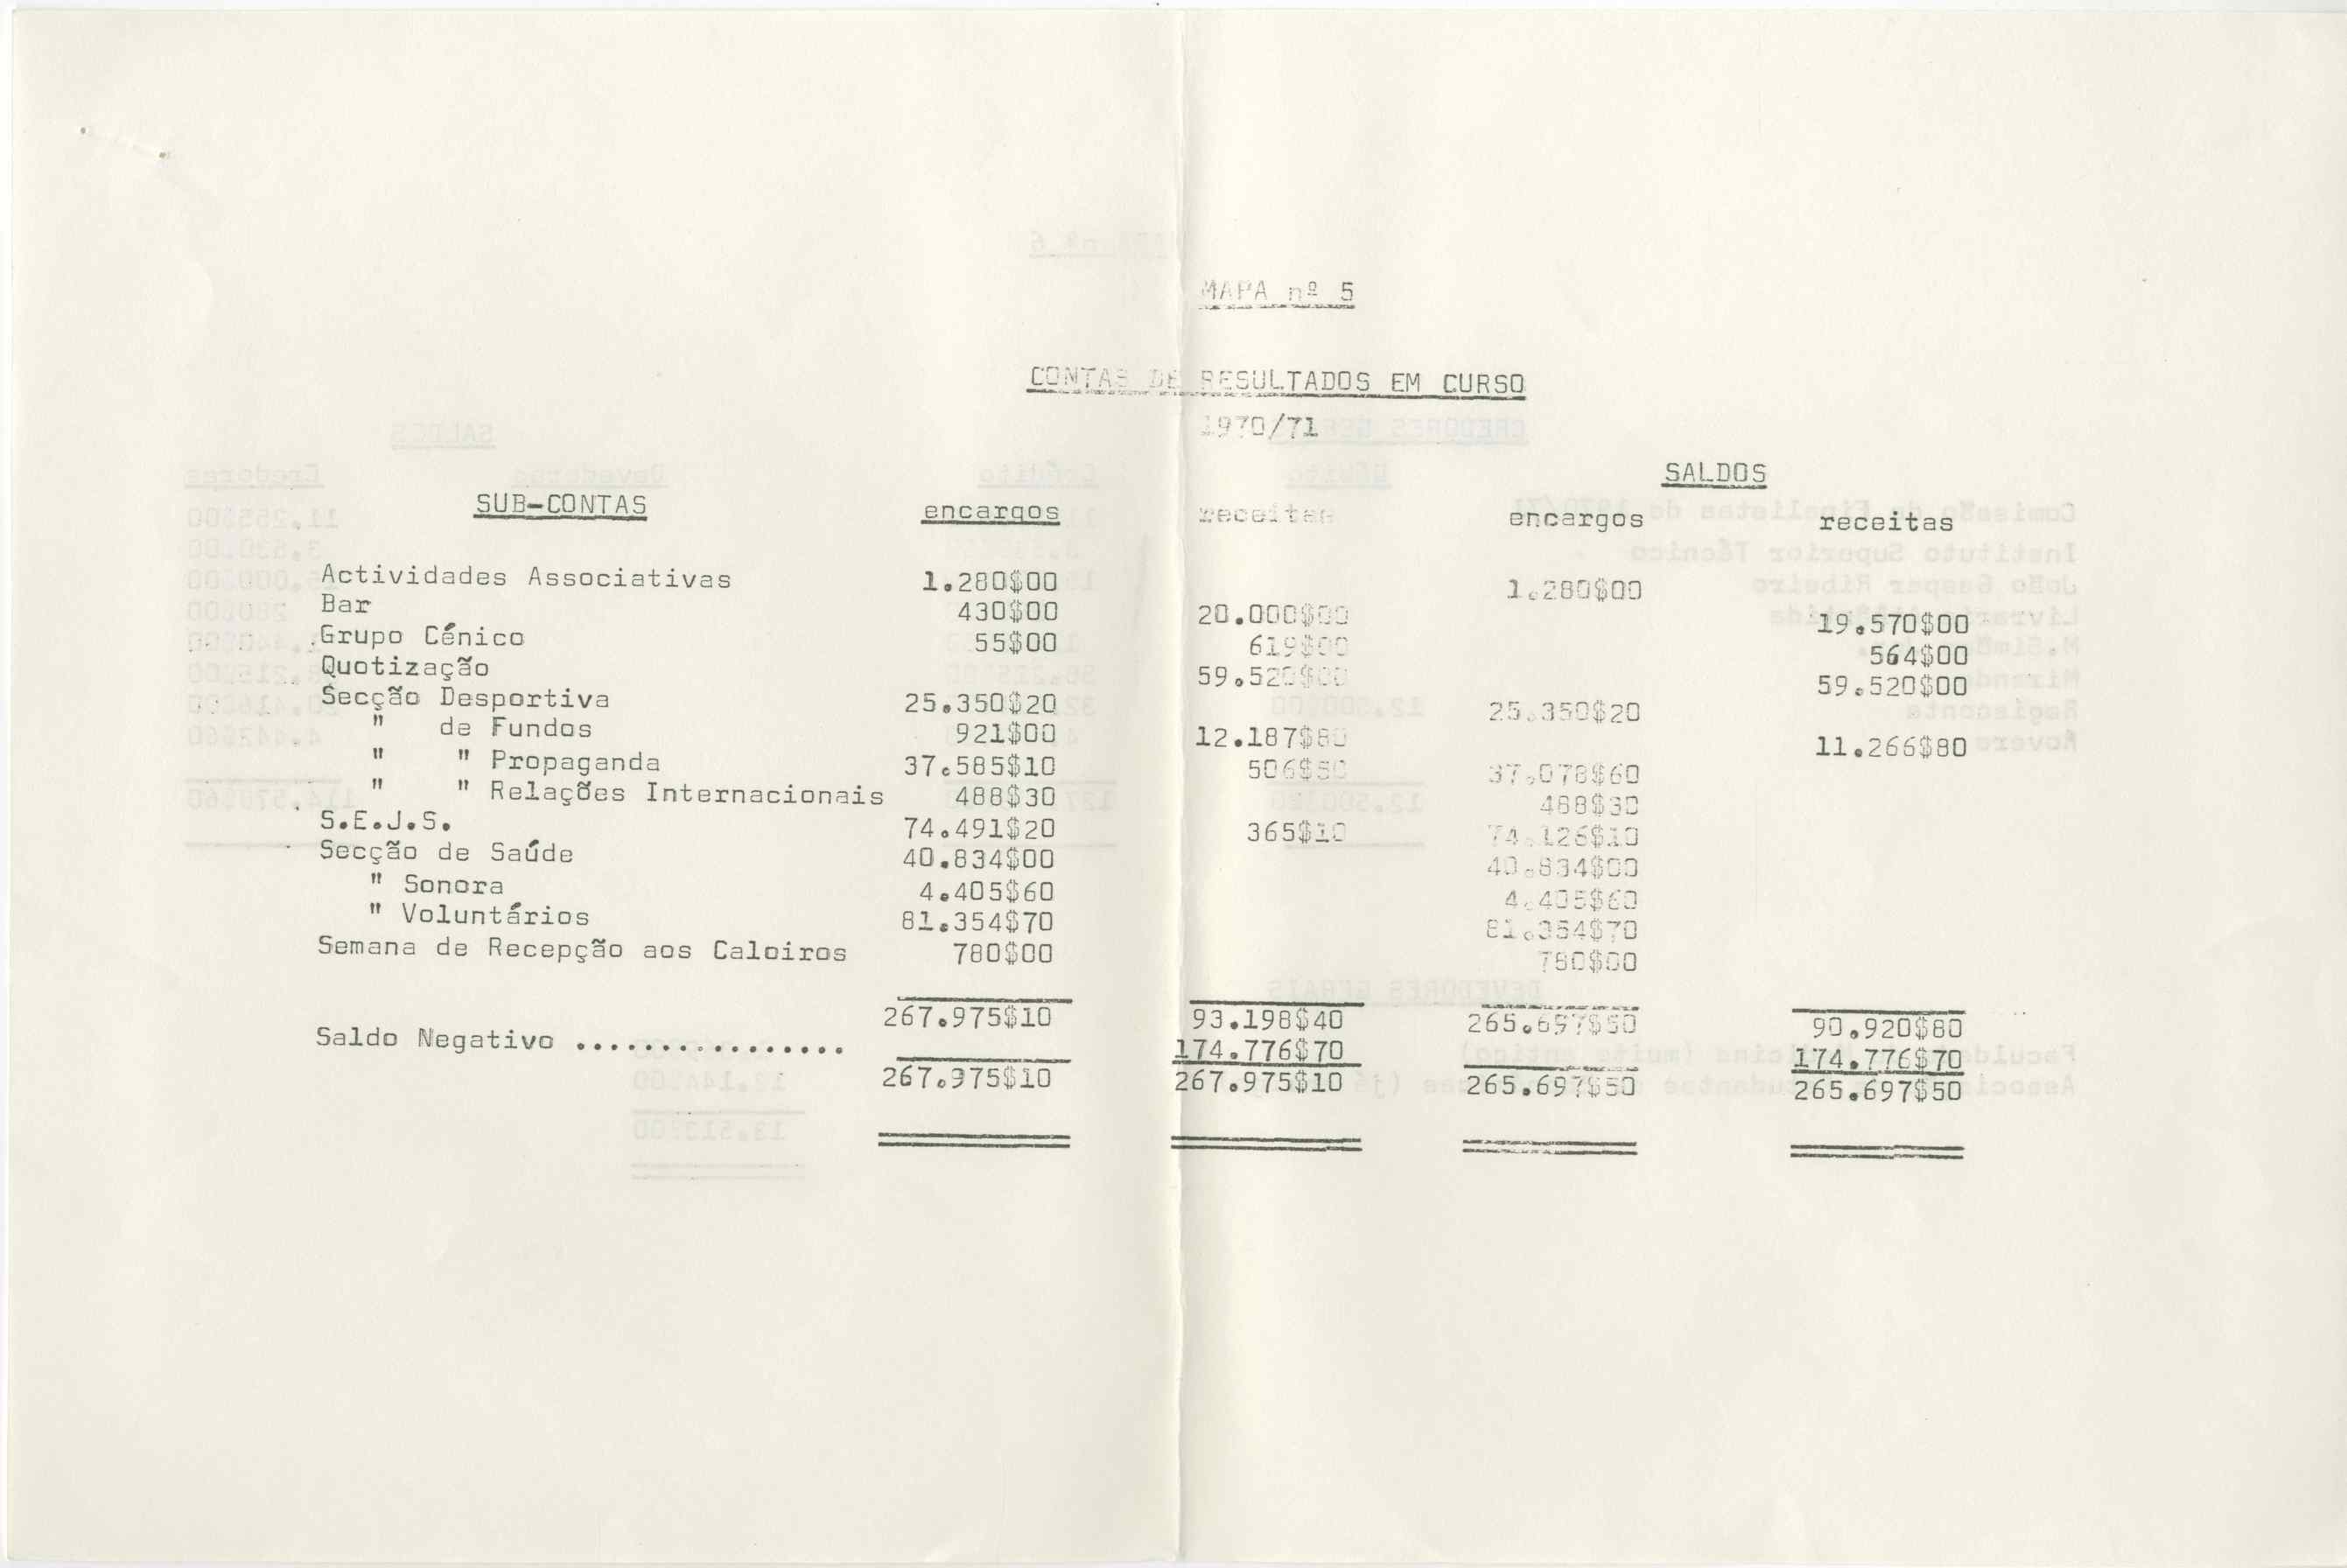 MAPA nº 5
CONTAS DE RESULTADOS EM CURSO
1970/71
SALDOS
SUB-CONTAS encargos receitas encargos receitas
Actividades Associativas 1.280$00 1.280$00
Bar 430$00 20.000$00 19.570$00
Grupo Cénico 55$00 619$00 564$00
Quotização 59.520$00 59.520$00
Secção Desportiva 25.350$20 25.350$20
" de Fundos 921$00 12.187$80 11.266$80
" " Propaganda 37.585$10 506$50 37.078$60
" " Relações Internacionais 488$30 488$30
S.E.J.S. 74.491$20 365$10 74.126$10
Secção de Saúde 40.834$00 40.834$00
" Sonora 4.405$60 4.405$60
" Voluntários 81.354$70 81.354$70
Semana de Recepção aos Caloiros 780$00 780$00
267.975$10 93.198$40 265.697$50 90.920$80
Saldo Negativo ................ 174.776$70 174.776$70
267.975$10 267.975$10 265.697$50 265.697$50